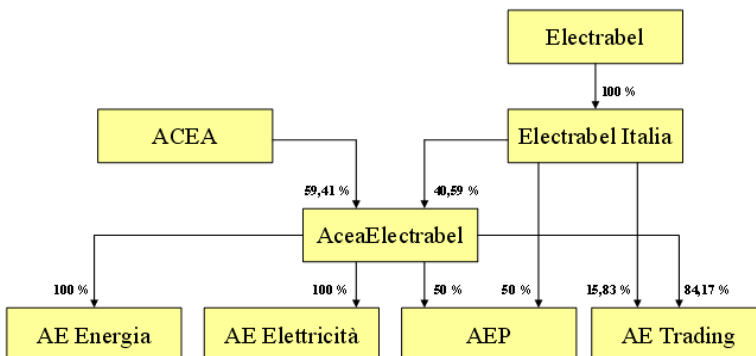 Electrabel
100 %
ACEA
Electrabel Italia
59,41 %
40,59 %
AceaElectrabel
100 %
100 %
50 %
50 %
15,83 %
84,17 %
AE Energia
AE Elettricità
AEP
AE Trading